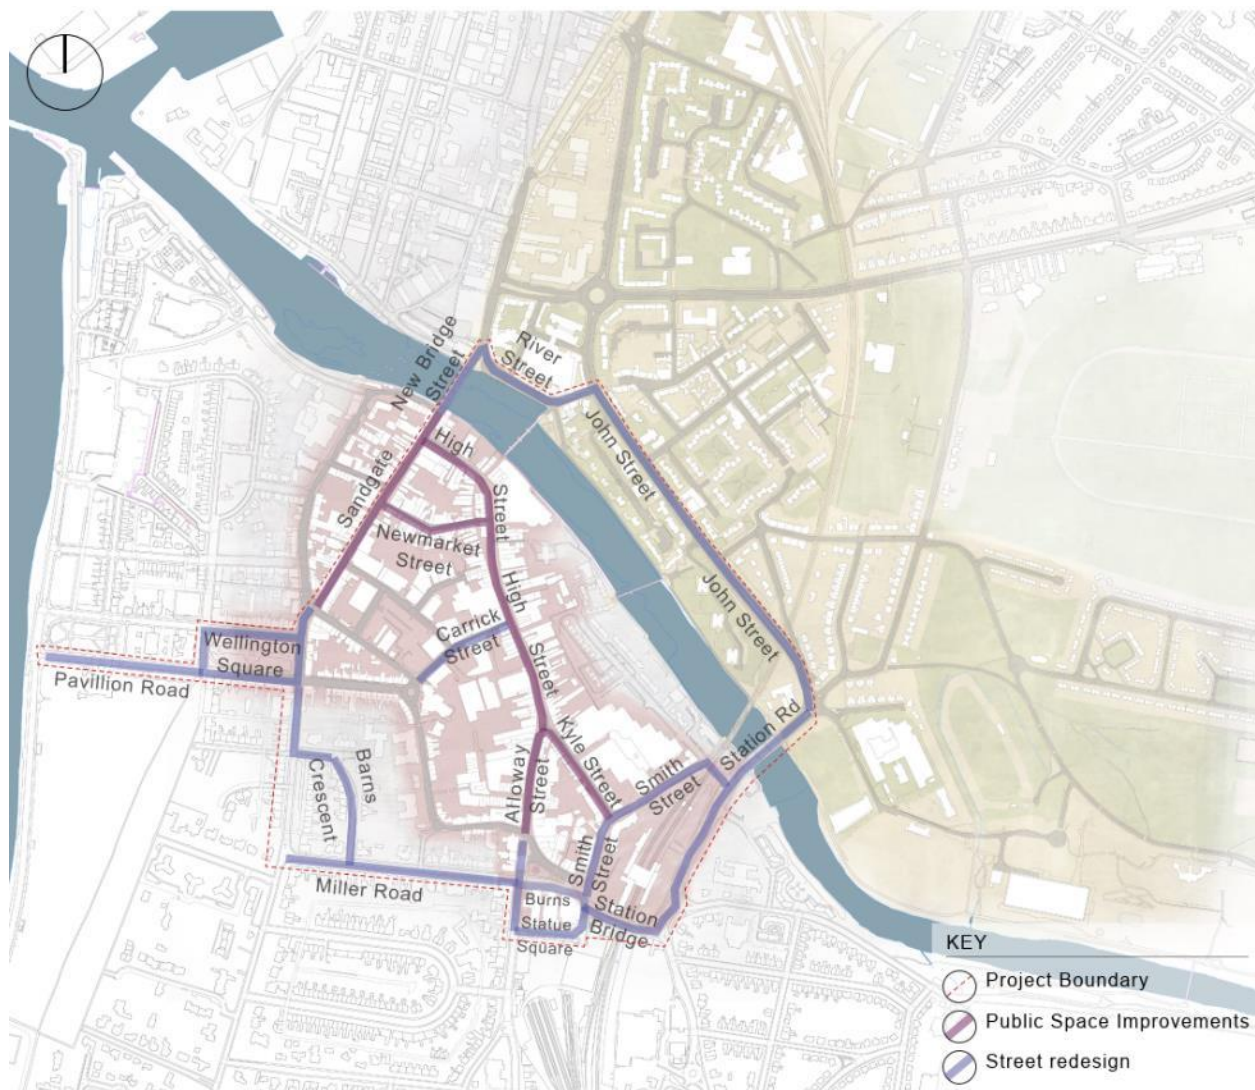 New Bridge
Street
River
Street
High
Street
Sandgate
Newmarket
Street
John Street
High
Street
Carrick
Street
John Street
Wellington
Square
Pavillion Road
Barns
Crescent
Alloway
Street
Kyle Street
Smith
Street
Station Rd
Miller Road
Smith
Street
Burns
Statue
Square
Station
Bridge
KEY
Project Boundary
Public Space Improvements
Street redesign